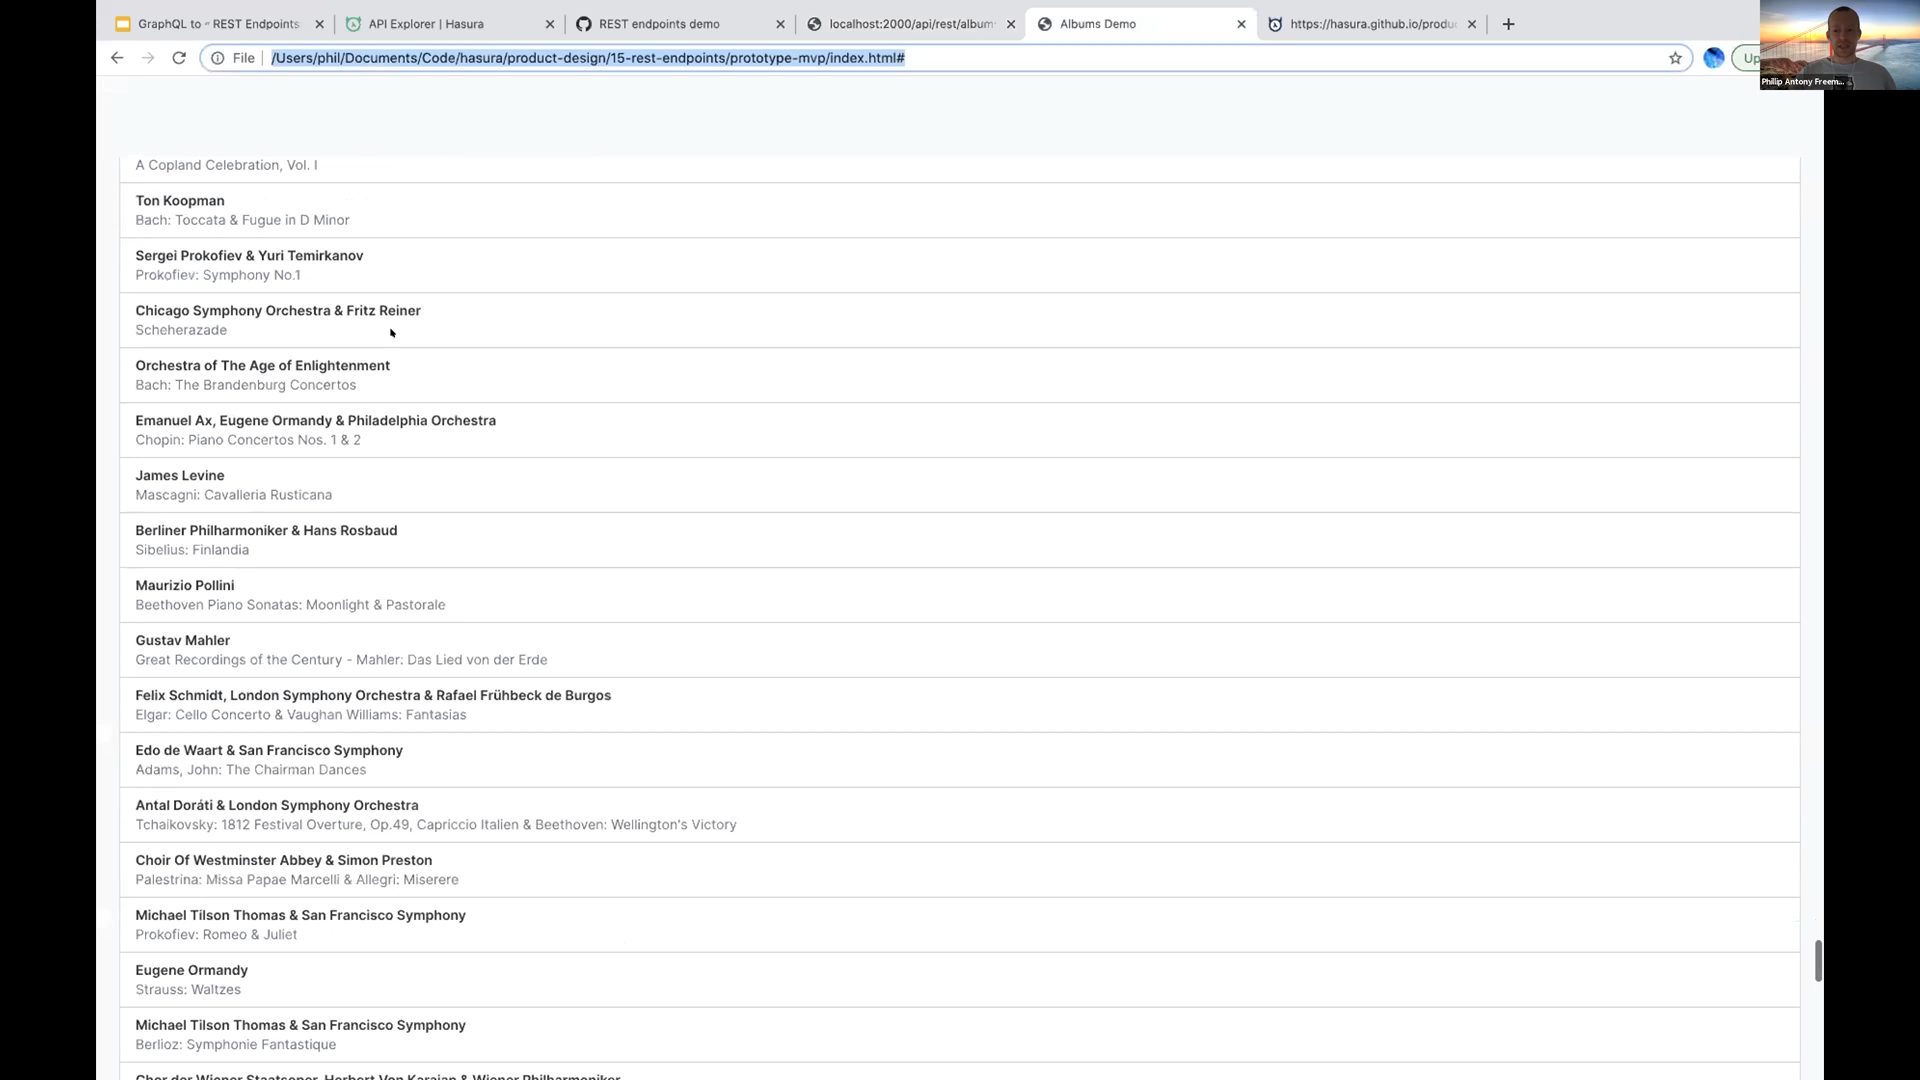 GraphQL to - REST Endpoints
API Explorer | Hasura
REST endpoints demo
localhost:2000/api/rest/album
Albums Demo
https://hasura.github.io/produ
File
/Users/phil/Documents/Code/hasura/product-design/15-rest-endpoints/prototype-mvp/index.html#
Up
Philip Antony Freem...
A Copland Celebration, Vol. I
Ton Koopman
Bach: Toccata & Fugue in D Minor
Sergei Prokofiev & Yuri Temirkanov
Prokofiev: Symphony No.1
Chicago Symphony Orchestra & Fritz Reiner
Scheherazade
Orchestra of The Age of Enlightenment
Bach: The Brandenburg Concertos
Emanuel Ax, Eugene Ormandy & Philadelphia Orchestra
Chopin: Piano Concertos Nos. 1 & 2
James Levine
Mascagni: Cavalleria Rusticana
Berliner Philharmoniker & Hans Rosbaud
Sibelius: Finlandia
Maurizio Pollini
Beethoven Piano Sonatas: Moonlight & Pastorale
Gustav Mahler
Great Recordings of the Century - Mahler: Das Lied von der Erde
Felix Schmidt, London Symphony Orchestra & Rafael Frühbeck de Burgos
Elgar: Cello Concerto & Vaughan Williams: Fantasias
Edo de Waart & San Francisco Symphony
Adams, John: The Chairman Dances
Antal Doráti & London Symphony Orchestra
Tchaikovsky: 1812 Festival Overture, Op.49, Capriccio Italien & Beethoven: Wellington's Victory
Choir Of Westminster Abbey & Simon Preston
Palestrina: Missa Papae Marcelli & Allegri: Miserere
Michael Tilson Thomas & San Francisco Symphony
Prokofiev: Romeo & Juliet
Eugene Ormandy
Strauss: Waltzes
Michael Tilson Thomas & San Francisco Symphony
Berlioz: Symphonie Fantastique
Chor der Wiener Staatsoper, Herbert Von Karajan & Wiener Philharmoniker